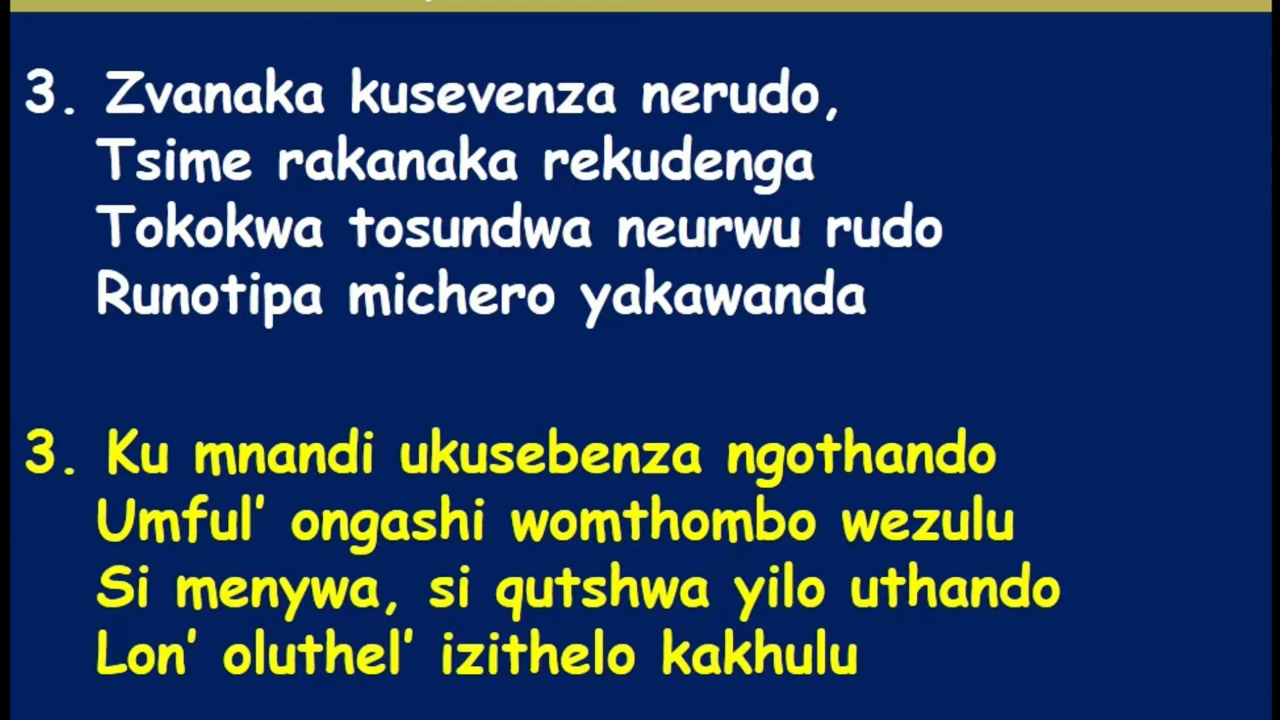 3. Zvanaka kusevenza nerudo,
Tsime rakanaka rekudenga
Tokokwa tosundwa neurwu rudo
Runotipa michero yakawanda
3. Ku mnandi ukusebenza ngothando
Umful’ ongashi womthombo wezulu
Si menywa, si qutshwa yilo uthando
Lon’ oluthel’ izithelo kakhulu